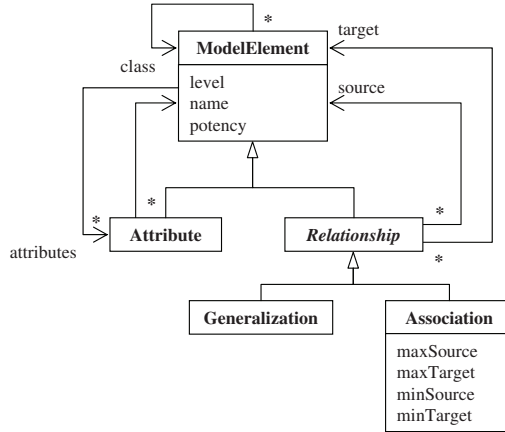 *
target
ModelElement
class
source
level
name
potency
*
*
*
Attribute
Relationship
attributes
*
Generalization
Association
maxSource
maxTarget
minSource
minTarget